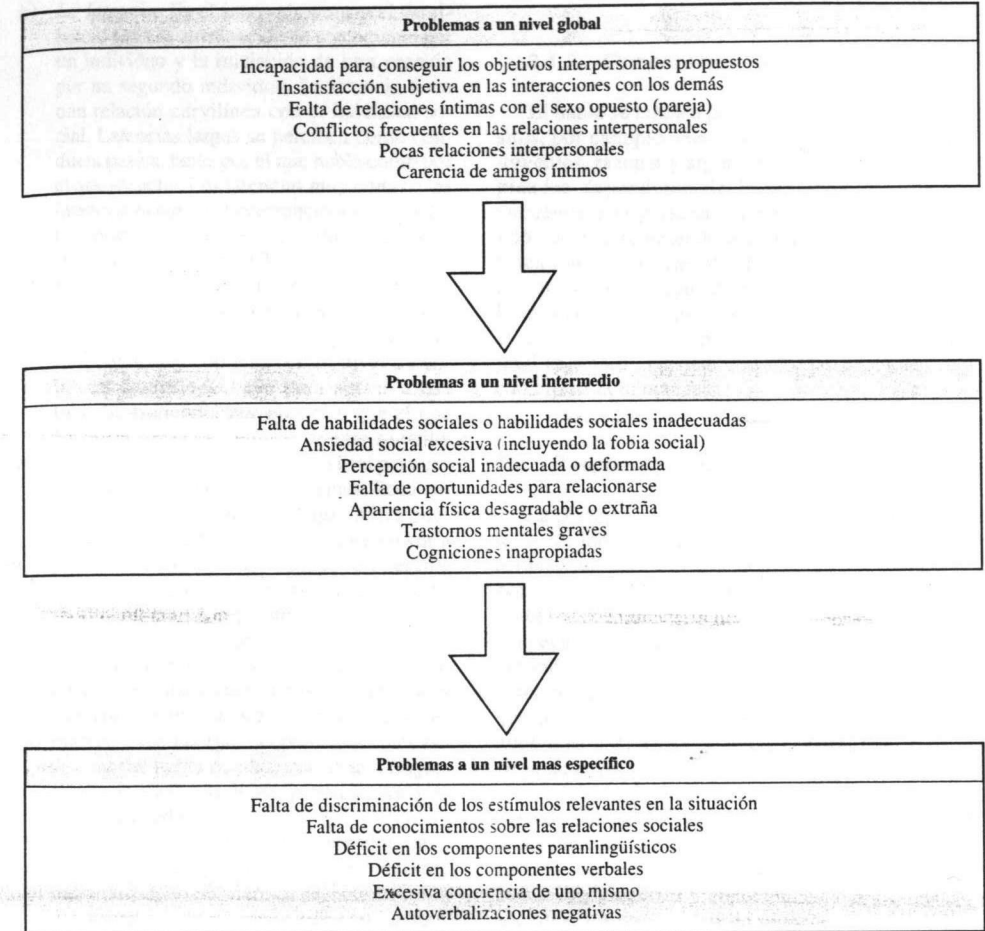 Problemas a un nivel global
Incapacidad para conseguir los objetivos interpersonales propuestos
Insatisfacción subjetiva en las interacciones con los demás
Falta de relaciones íntimas con el sexo opuesto (pareja)
Conflictos frecuentes en las relaciones interpersonales
Pocas relaciones interpersonales
Carencia de amigos íntimos
Problemas a un nivel intermedio
Falta de habilidades sociales o habilidades sociales inadecuadas
Ansiedad social excesiva (incluyendo la fobia social)
Percepción social inadecuada o deformada
Falta de oportunidades para relacionarse
Apariencia física desagradable o extraña
Trastornos mentales graves
Cogniciones inapropiadas
Problemas a un nivel mas específico
Falta de discriminación de los estímulos relevantes en la situación
Falta de conocimientos sobre las relaciones sociales
Déficit en los componentes paranlingüísticos
Déficit en los componentes verbales
Excesiva conciencia de uno mismo
Autoverbalizaciones negativas